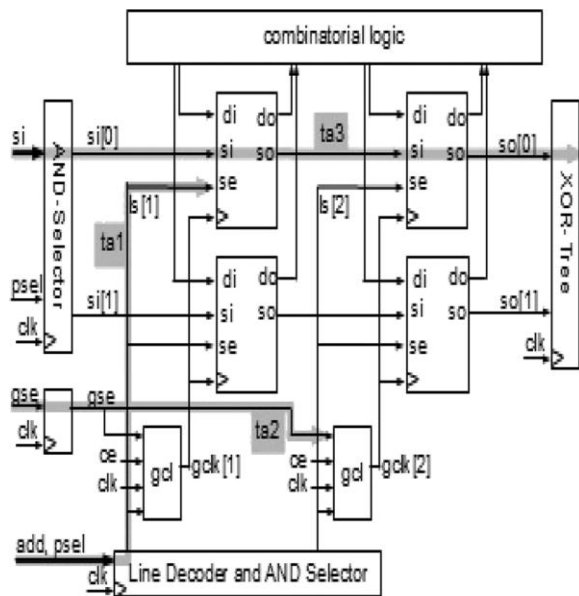 combinatorial logic
di do
si so
se
di do
si so
se
ta3
si
AND-Selector
si[0]
ls[1]
ls[2]
so[0]
XOR-Tree
ta1
di do
si so
se
di do
si so
se
psel
si[1]
so[1]
clk
clk
gse
gse
clk
ta2
ce
clk
gcl
gclk[1]
ce
clk
gcl
gclk[2]
add, psel
clk
Line Decoder and AND Selector